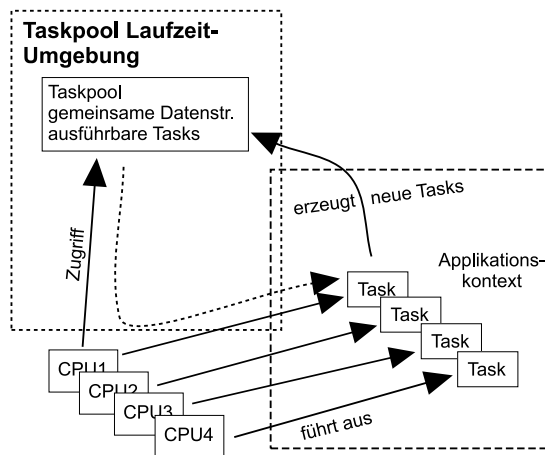 Taskpool Laufzeit-
Umgebung
Taskpool
gemeinsame Datenstr.
ausführbare Tasks
erzeugt neue Tasks
Zugriff
Applikations-
kontext
Task
Task
Task
Task
CPU1
CPU2
CPU3
CPU4
führt aus